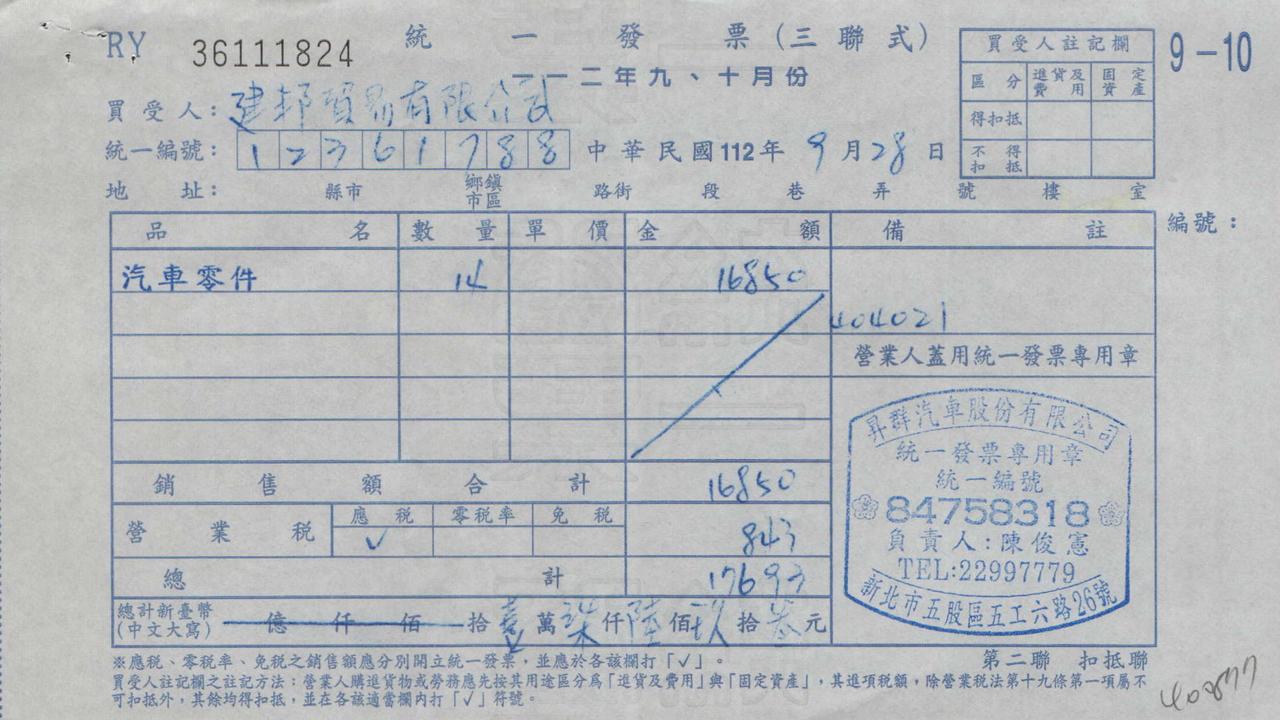 RY 36111824 統一發票(三聯式)
一一二年九、十月份
9-10
買受人註記欄
區分 進貨及費用 固定資產
得扣抵
不得扣抵
買受人:建邦貿易有限公司
統一編號:12361788 中華民國112年9月28日
地址: 縣市 鄉鎮市區 路街 段 巷 弄 號 樓 室
編號:
品名 數量 單價 金額 備註
汽車零件 14 16850
404021
營業人蓋用統一發票專用章
銷售額合計 16850
營業稅 應稅 零稅率 免稅
✓ 843
總計 17693
總計新臺幣(中文大寫) 億仟佰拾壹萬柒仟陸佰玖拾叁元
昇群汽車股份有限公司
統一發票專用章
統一編號
84758318
負責人:陳俊憲
TEL:22997779
新北市五股區五工六路26號
※應稅、零稅率、免稅之銷售額應分別開立統一發票,並應於各該欄打「✓」。
第二聯 扣抵聯
買受人註記欄之註記方法:營業人購進貨物或勞務應先按其用途區分為「進貨及費用」與「固定資產」,其進項稅額,除營業稅法第十九條第一項屬不
可扣抵外,其餘均得扣抵,並在各該適當欄內打「✓」符號。
40877